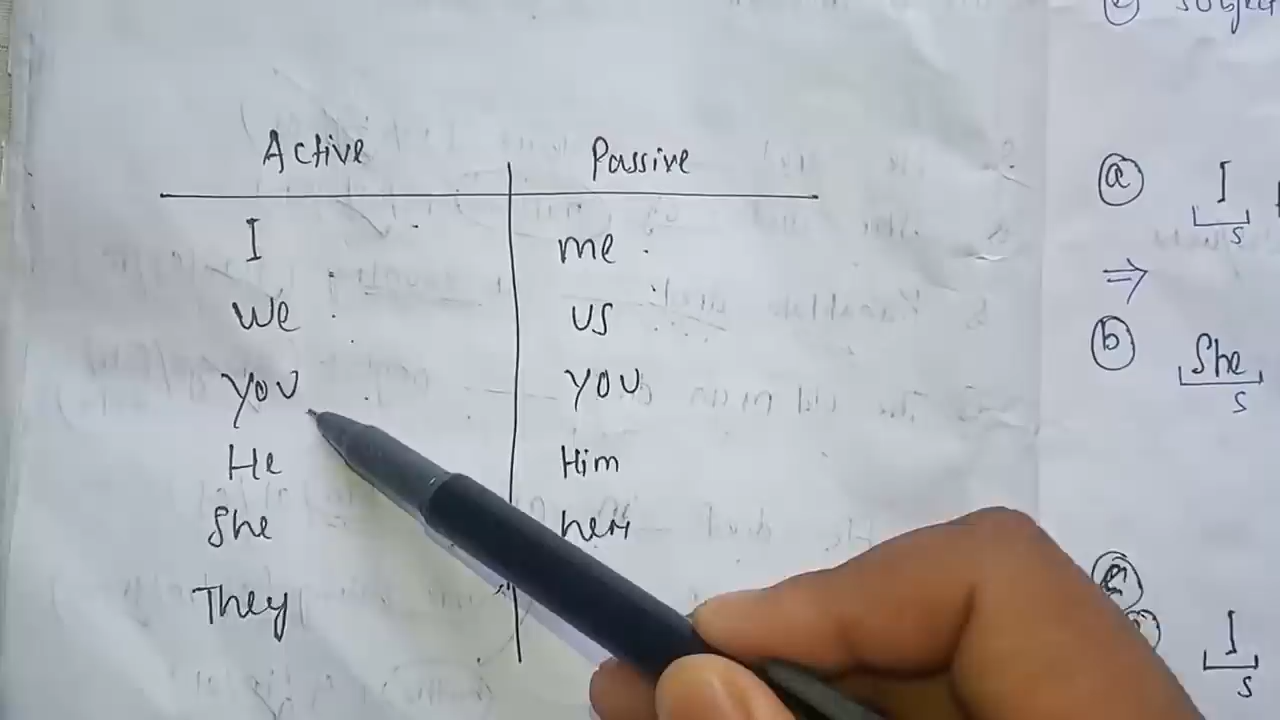 Active Passive
I me
We us
you you
He Him
She her
They
(a) I
s
⇒
(b) She
s
I
s